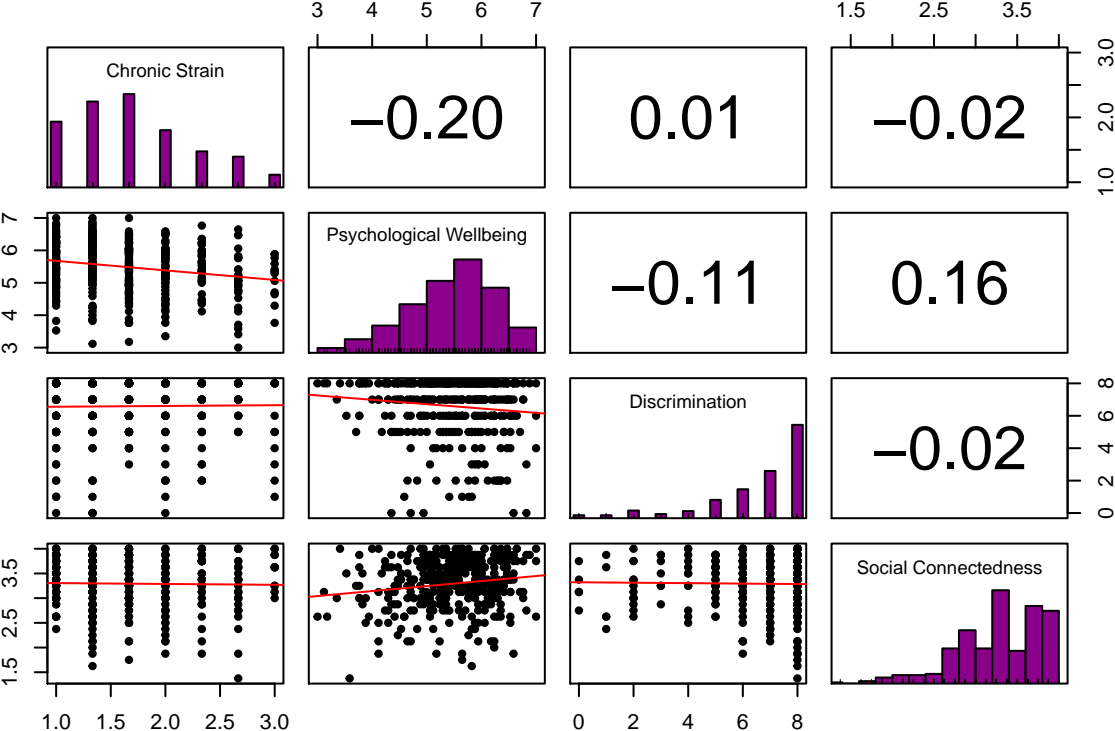 3 4 5 6 7 1.5 2.5 3.5
Chronic Strain
−0.20 0.01 −0.02
1.0 2.0 3.0
3 4 5 6 7
Psychological Wellbeing
−0.11 0.16
Discrimination
−0.02
0 2 4 6 8
1.5 2.5 3.5
Social Connectedness
1.0 1.5 2.0 2.5 3.0 0 2 4 6 8